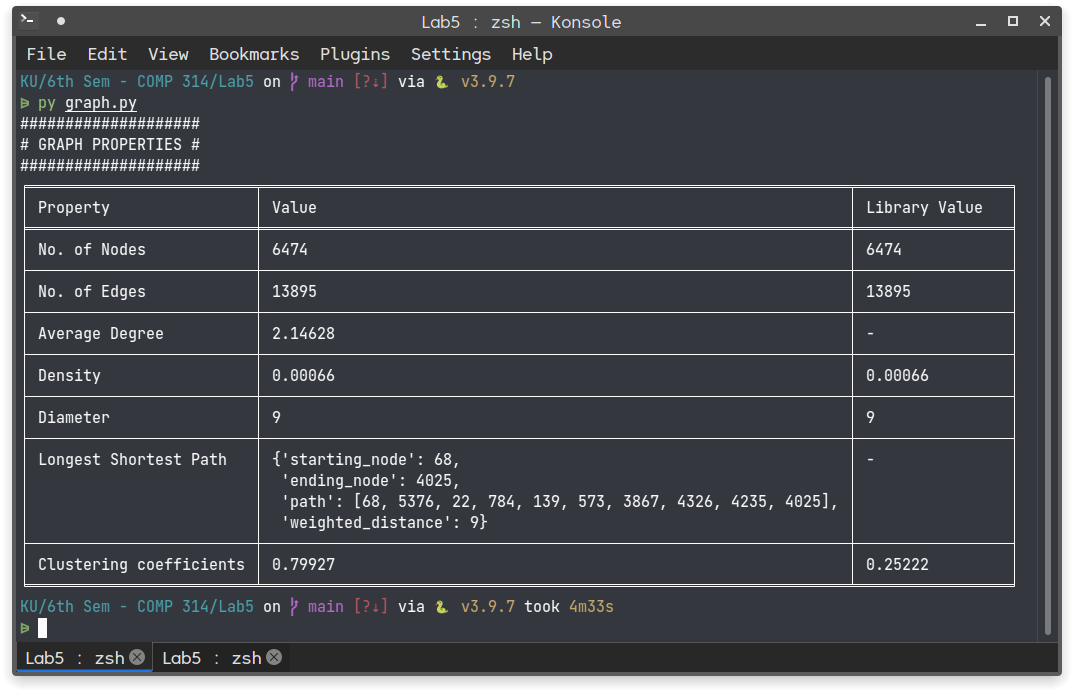 Lab5 : zsh — Konsole
File Edit View Bookmarks Plugins Settings Help
KU/6th Sem - COMP 314/Lab5 on main [?⇣] via v3.9.7
py graph.py
####################
# GRAPH PROPERTIES #
####################
Property Value Library Value
No. of Nodes 6474 6474
No. of Edges 13895 13895
Average Degree 2.14628 -
Density 0.00066 0.00066
Diameter 9 9
Longest Shortest Path {'starting_node': 68, -
'ending_node': 4025,
'path': [68, 5376, 22, 784, 139, 573, 3867, 4326, 4235, 4025],
'weighted_distance': 9}
Clustering coefficients 0.79927 0.25222
KU/6th Sem - COMP 314/Lab5 on main [?⇣] via v3.9.7 took 4m33s
Lab5 : zsh Lab5 : zsh